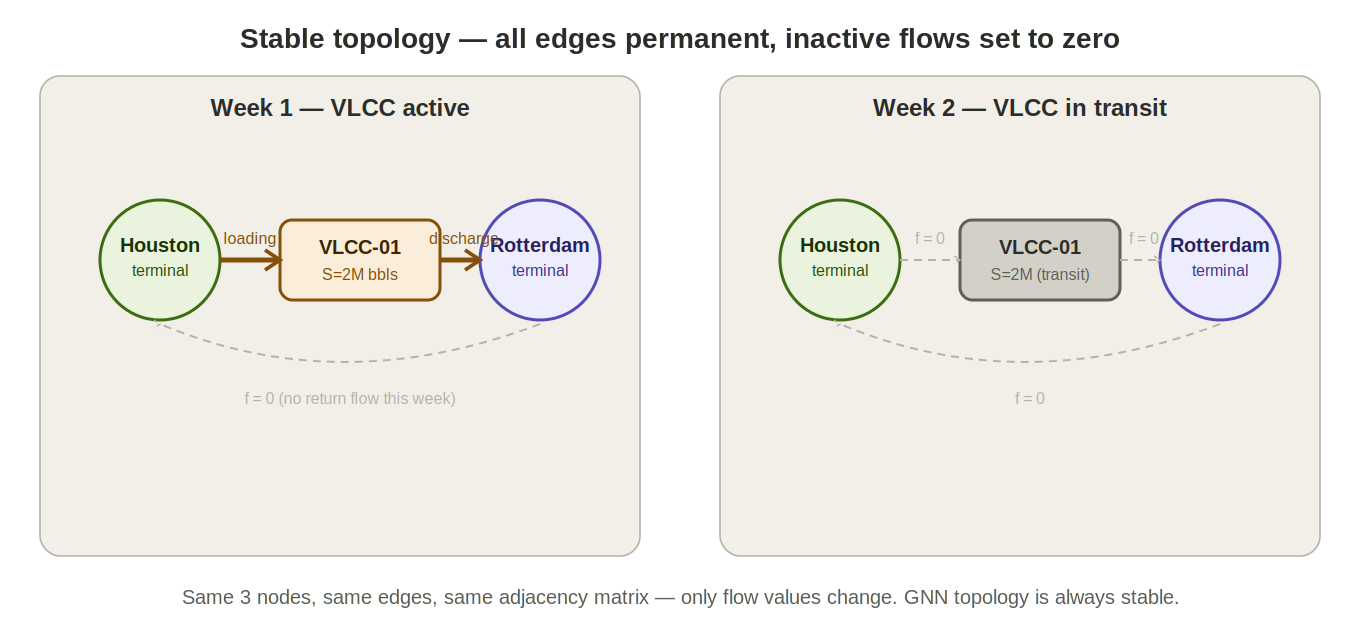 Stable topology — all edges permanent, inactive flows set to zero
Week 1 — VLCC active
Houston
terminal
loading
VLCC-01
S=2M bbls
discharge
Rotterdam
terminal
f = 0 (no return flow this week)
Week 2 — VLCC in transit
Houston
terminal
f = 0
VLCC-01
S=2M (transit)
f = 0
Rotterdam
terminal
f = 0
Same 3 nodes, same edges, same adjacency matrix — only flow values change. GNN topology is always stable.